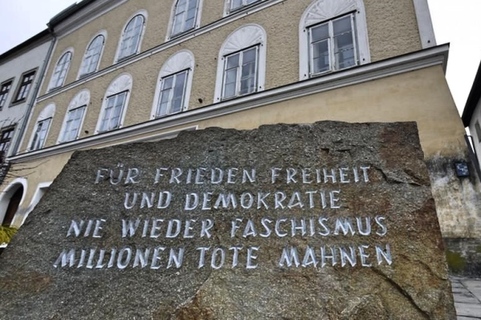 FÜR FRIEDEN FREIHEIT
UND DEMOKRATIE
NIE WIEDER FASCHISMUS
MILLIONEN TOTE MAHNEN